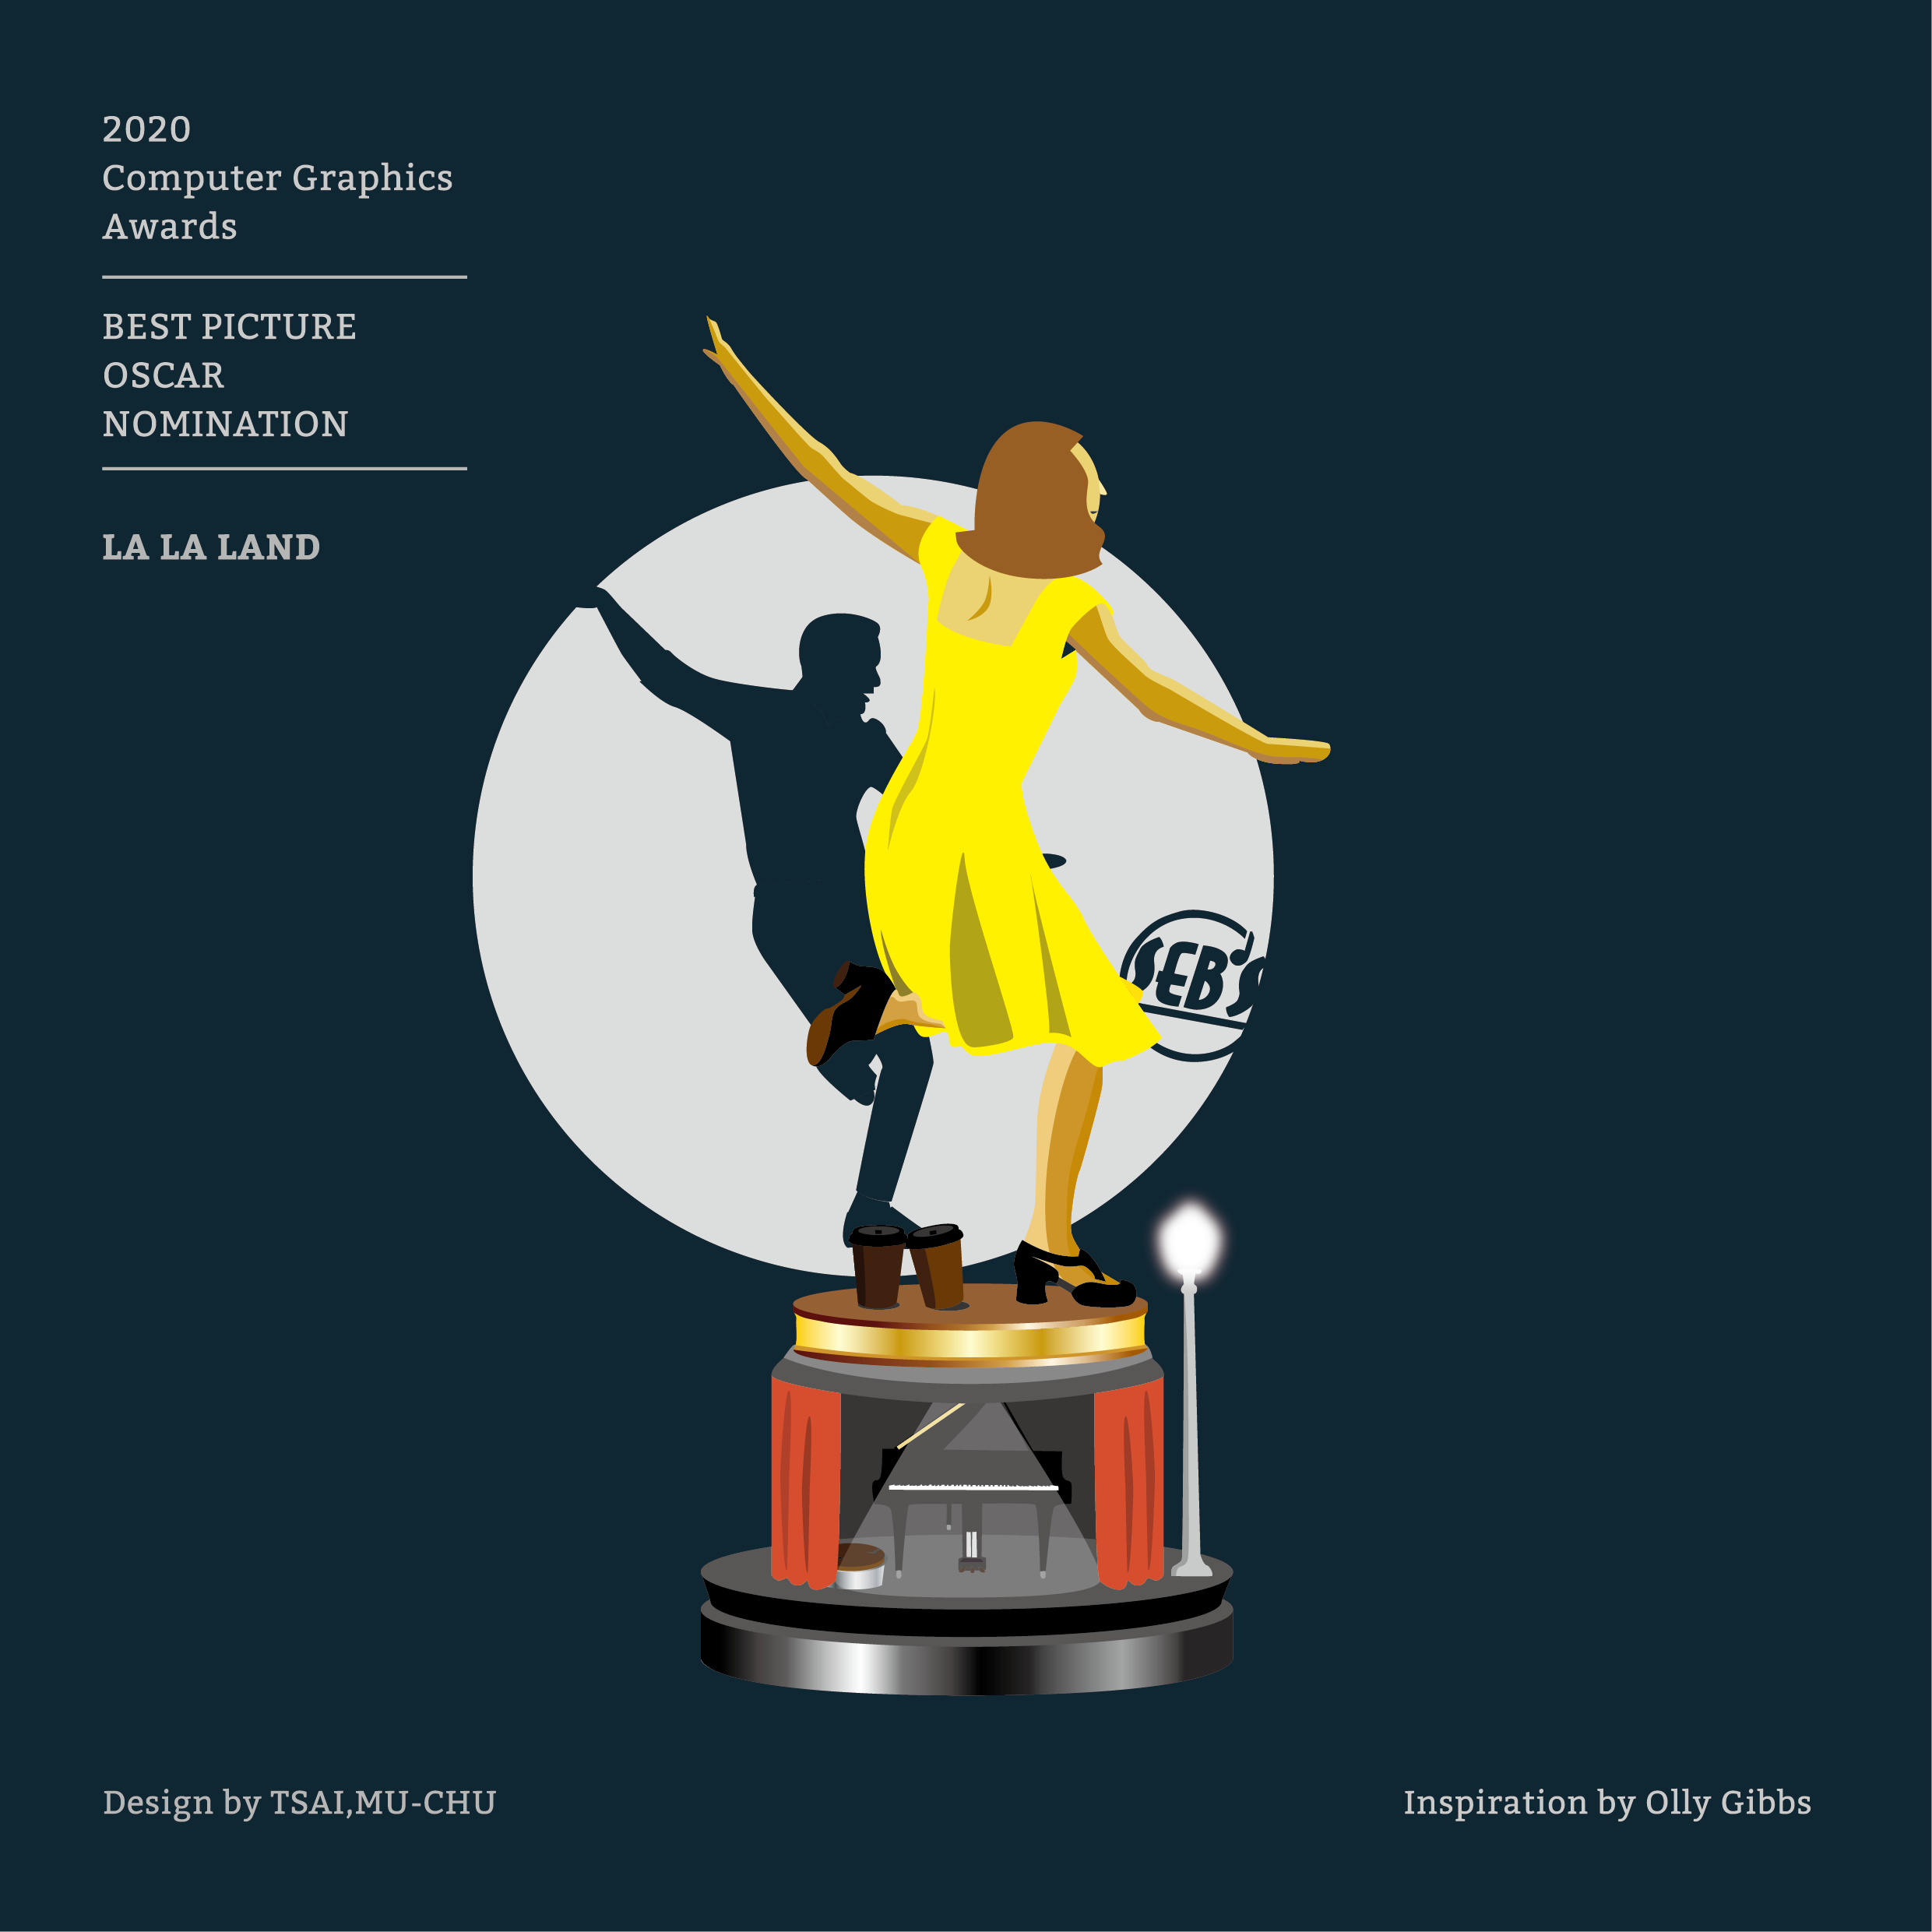 2020
Computer Graphics
Awards
BEST PICTURE
OSCAR
NOMINATION
LA LA LAND
SEB'S
Design by TSAI,MU-CHU
Inspiration by Olly Gibbs